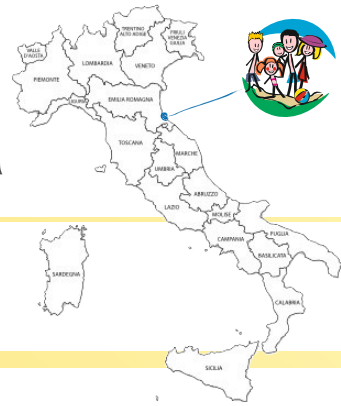 TRENTINO
ALTO ADIGE
FRIULI
VENEZIA
GIULIA
VALLE
D'AOSTA
LOMBARDIA
VENETO
PIEMONTE
LIGURIA
EMILIA ROMAGNA
TOSCANA
MARCHE
UMBRIA
ABRUZZO
LAZIO
MOLISE
CAMPANIA
PUGLIA
BASILICATA
SARDEGNA
CALABRIA
SICILIA